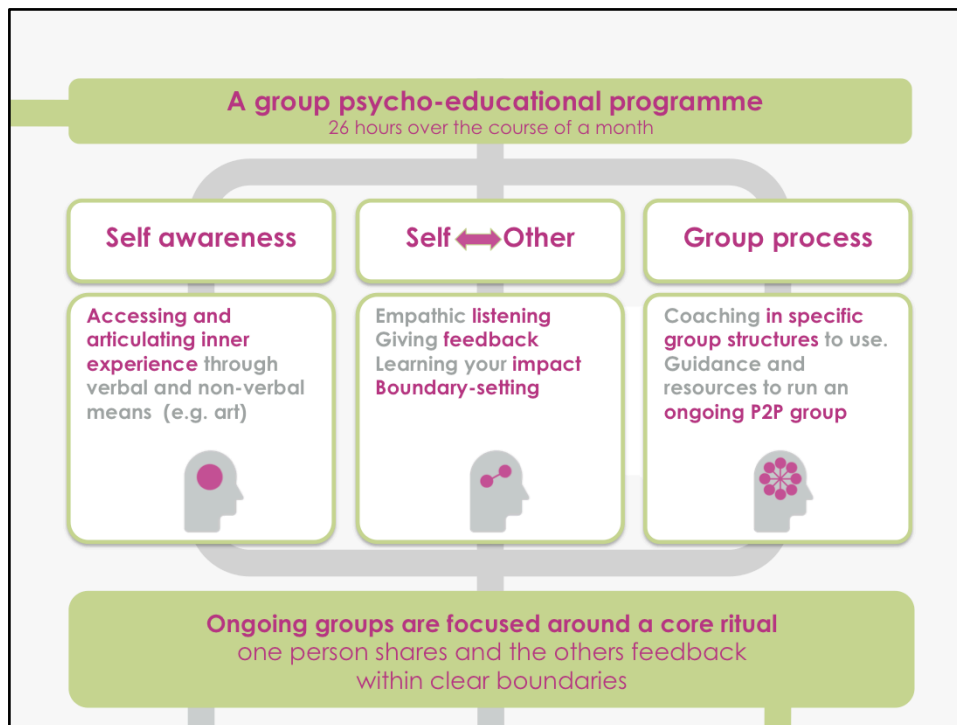 A group psycho-educational programme
26 hours over the course of a month
Self awareness
Self Other
Group process
Accessing and
articulating inner
experience through
verbal and non-verbal
means (e.g. art)
Empathic listening
Giving feedback
Learning your impact
Boundary-setting
Coaching in specific
group structures to use.
Guidance and
resources to run an
ongoing P2P group
Ongoing groups are focused around a core ritual
one person shares and the others feedback
within clear boundaries